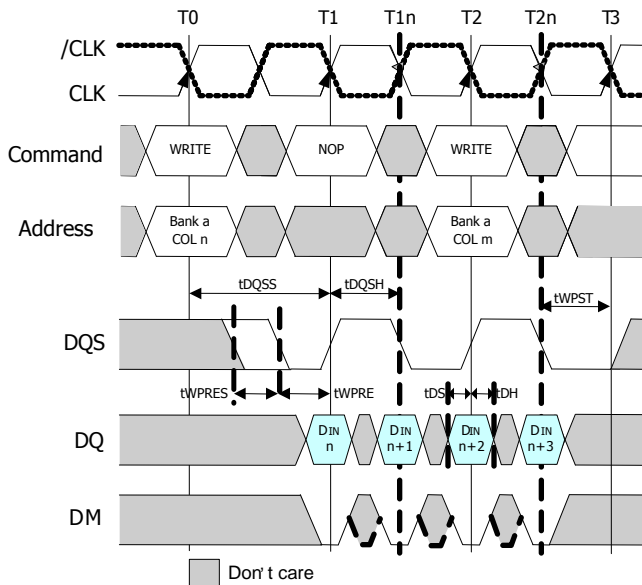 T0 T1 T1n T2 T2n T3
/CLK
CLK
Command WRITE NOP WRITE
Address Bank a COL n Bank a COL m
tDQSS tDQSH tWPST
DQS
tWPRES tWPRE tDS tDH
DQ DIN n DIN n+1 DIN n+2 DIN n+3
DM
Don't care